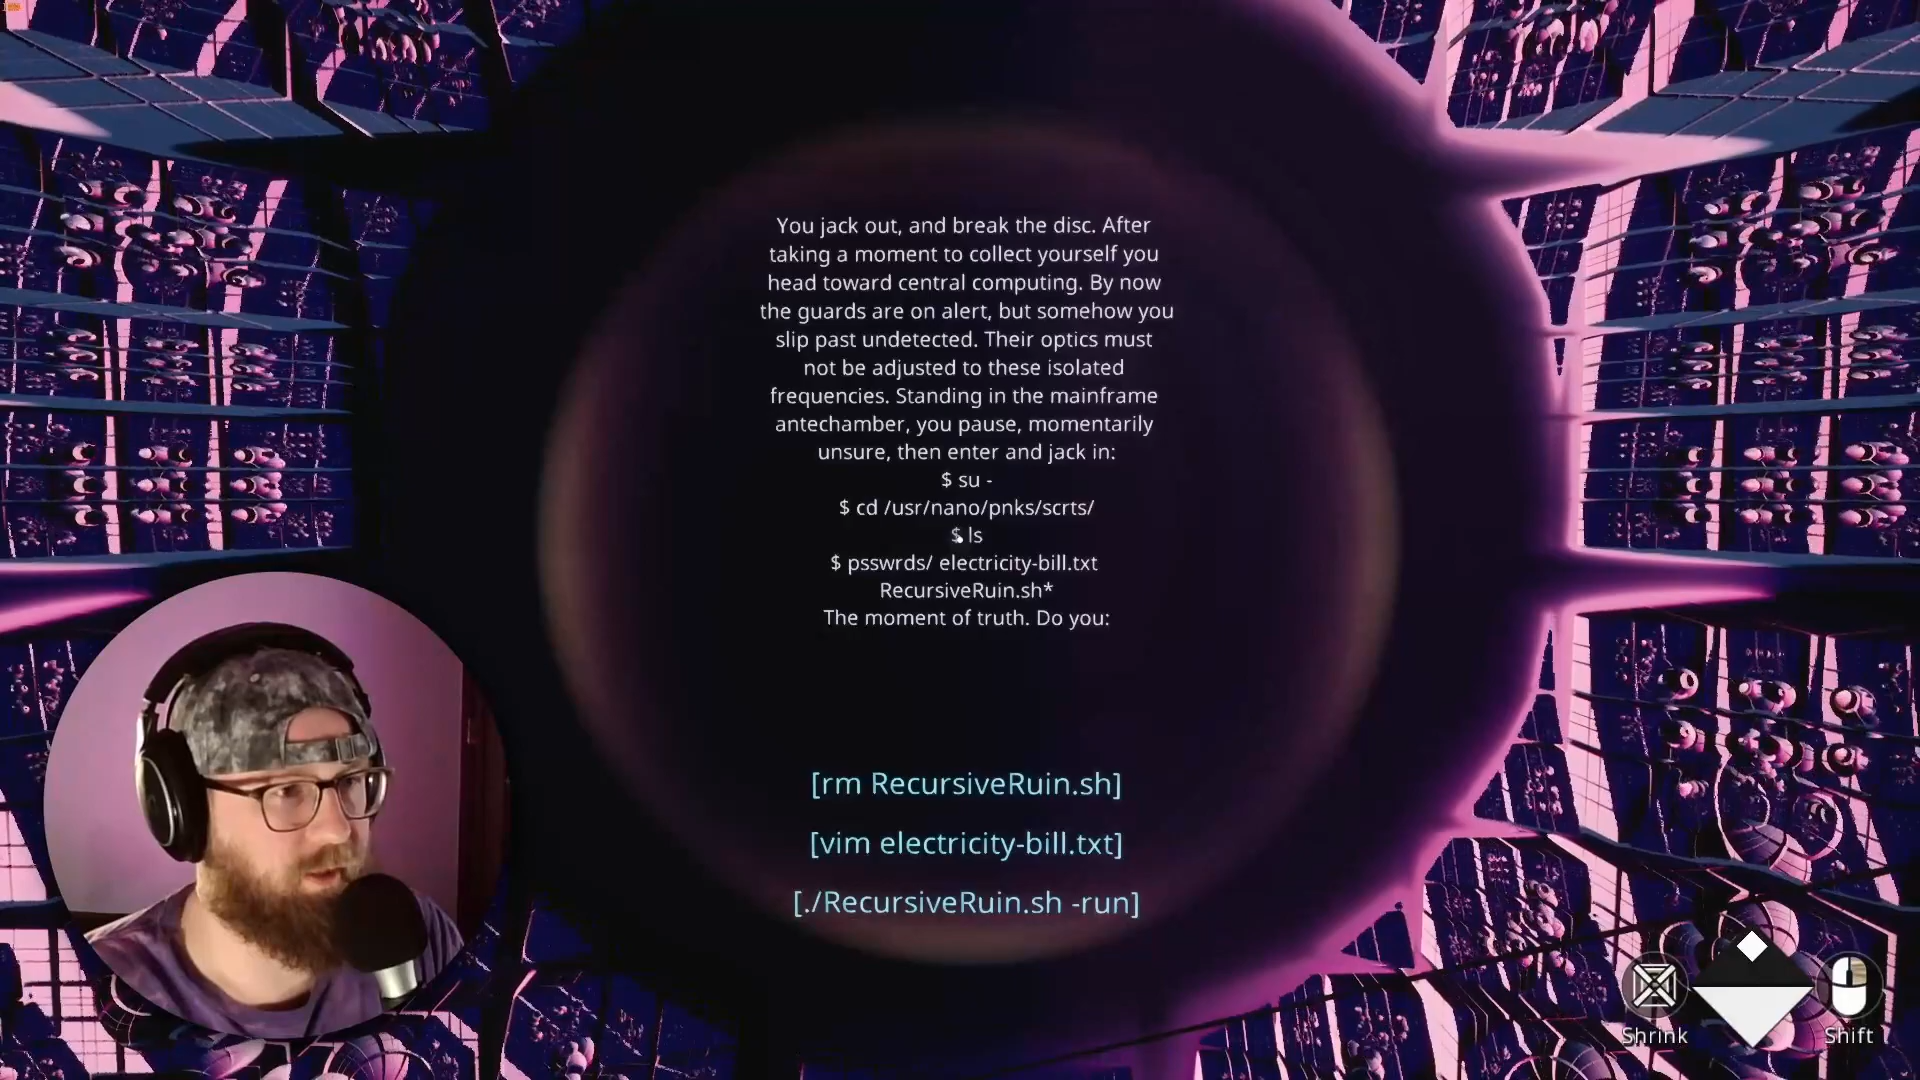 You jack out, and break the disc. After
taking a moment to collect yourself you
head toward central computing. By now
the guards are on alert, but somehow you
slip past undetected. Their optics must
not be adjusted to these isolated
frequencies. Standing in the mainframe
antechamber, you pause, momentarily
unsure, then enter and jack in:
$ su -
$ cd /usr/nano/pnks/scrts/
$ ls
$ psswrds/ electricity-bill.txt
RecursiveRuin.sh*
The moment of truth. Do you:
[rm RecursiveRuin.sh]
[vim electricity-bill.txt]
[./RecursiveRuin.sh -run]
Shrink
Shift